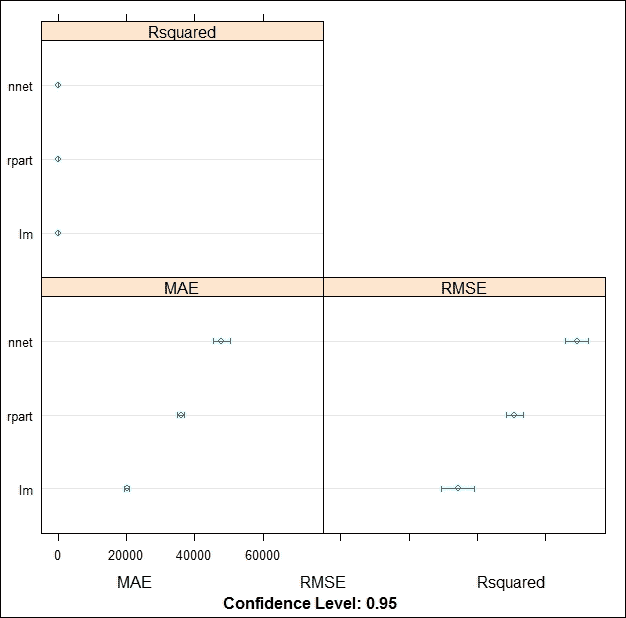 Rsquared
nnet
rpart
lm
MAE RMSE
nnet
rpart
lm
0 20000 40000 60000
MAE RMSE Rsquared
Confidence Level: 0.95